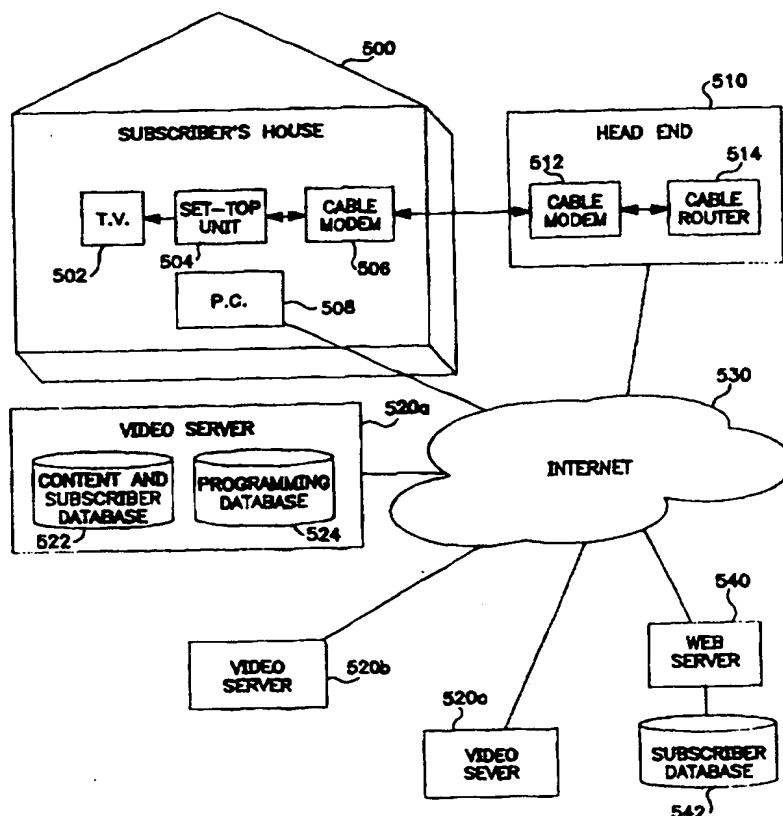 500
510
SUBSCRIBER'S HOUSE
HEAD END
512
514
T.V.
SET-TOP
UNIT
CABLE
MODEM
CABLE
MODEM
CABLE
ROUTER
502
504
506
P.C.
508
530
520a
VIDEO SERVER
CONTENT AND
SUBSCRIBER
DATABASE
PROGRAMMING
DATABASE
INTERNET
522
524
540
WEB
SERVER
VIDEO
SERVER
520b
520c
VIDEO
SEVER
SUBSCRIBER
DATABASE
542